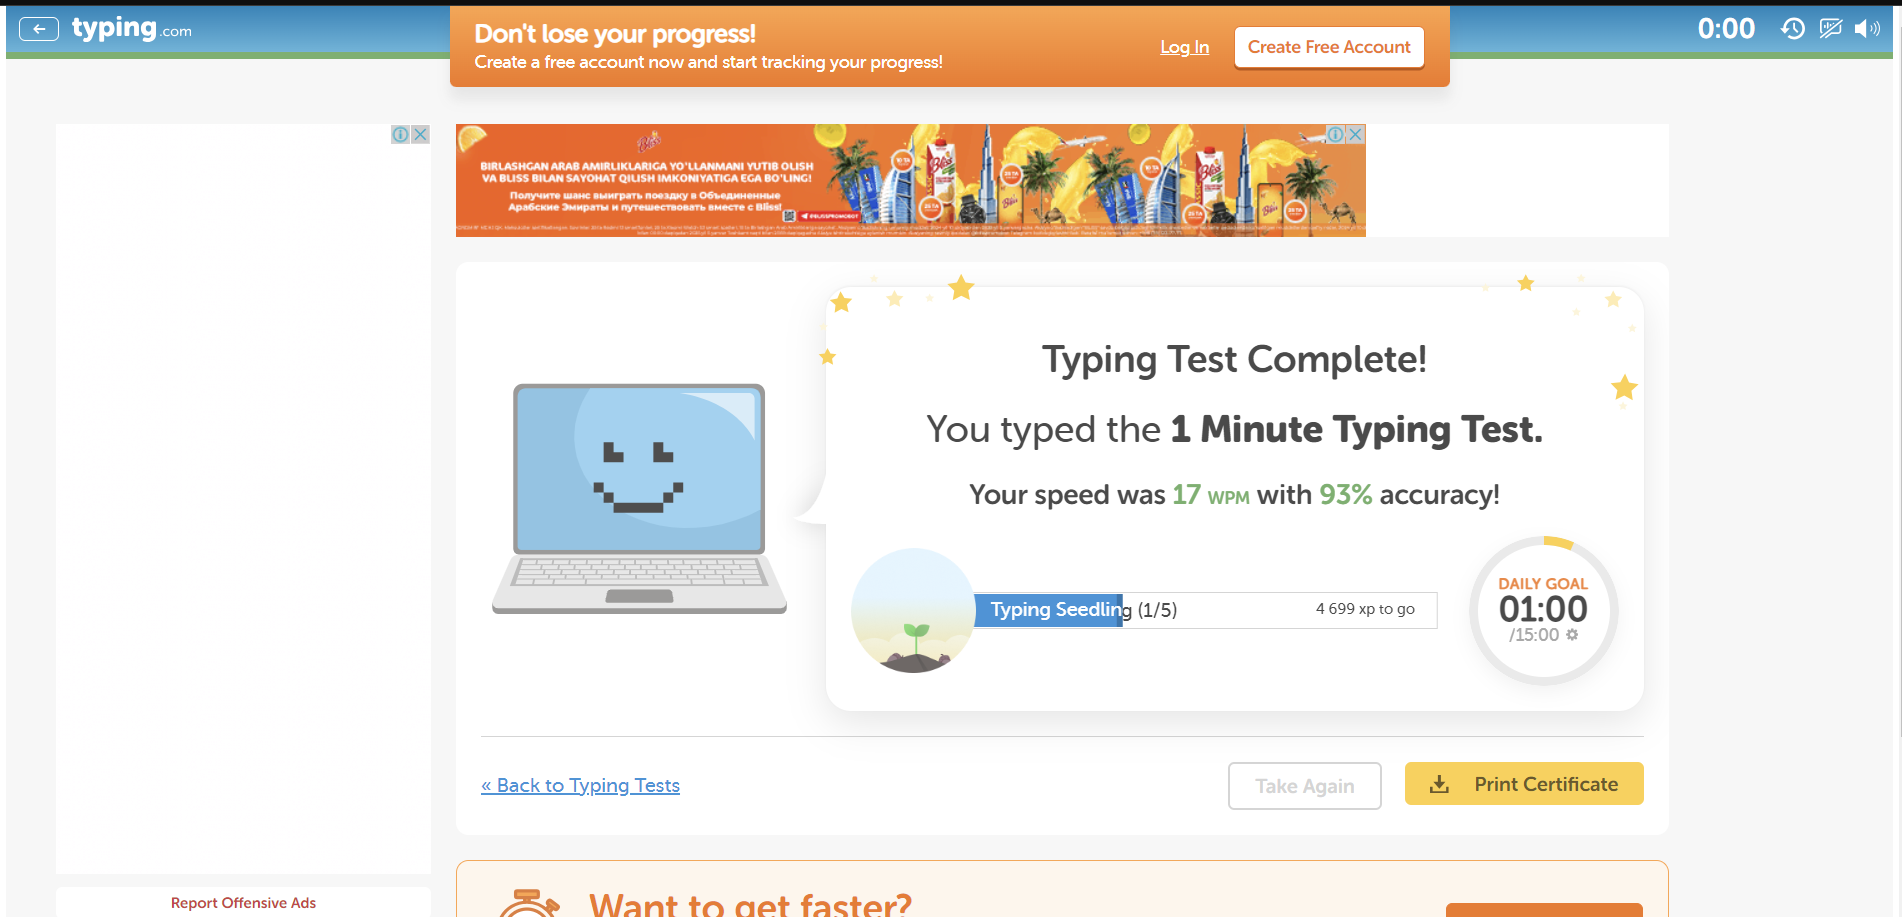 typing.com
Don't lose your progress!
Create a free account now and start tracking your progress!
Log In
Create Free Account
0:00
Bliss
BIRLASHGAN ARAB AMIRLIKLARIGA YO'LLANMANI YUTIB OLISH
VA BLISS BILAN SAYOHAT QILISH IMKONIYATIGA EGA BO'LING!
Получите шанс выиграть поездку в Объединенные
Арабские Эмираты и путешествовать вместе с Bliss!
@BLISSPROMOBOT
Typing Test Complete!
You typed the 1 Minute Typing Test.
Your speed was 17 WPM with 93% accuracy!
Typing Seedling (1/5)
4 699 xp to go
DAILY GOAL
01:00
/15:00
« Back to Typing Tests
Take Again
Print Certificate
Report Offensive Ads
Want to get faster?